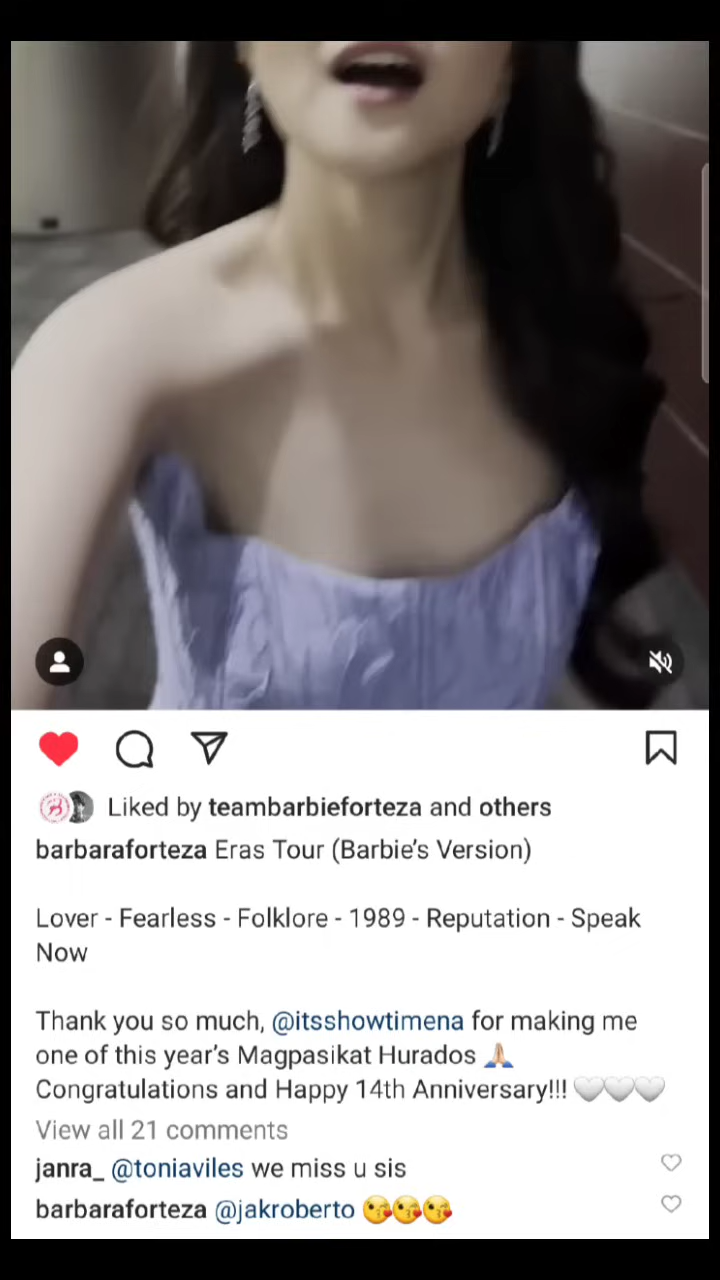 Liked by teambarbieforteza and others
barbaraforteza Eras Tour (Barbie's Version)
Lover - Fearless - Folklore - 1989 - Reputation - Speak
Now
Thank you so much, @itsshowtimena for making me
one of this year's Magpasikat Hurados 🙏🏻
Congratulations and Happy 14th Anniversary!!! 🤍🤍🤍
View all 21 comments
janra_ @toniaviles we miss u sis
barbaraforteza @jakroberto 😘😘😘